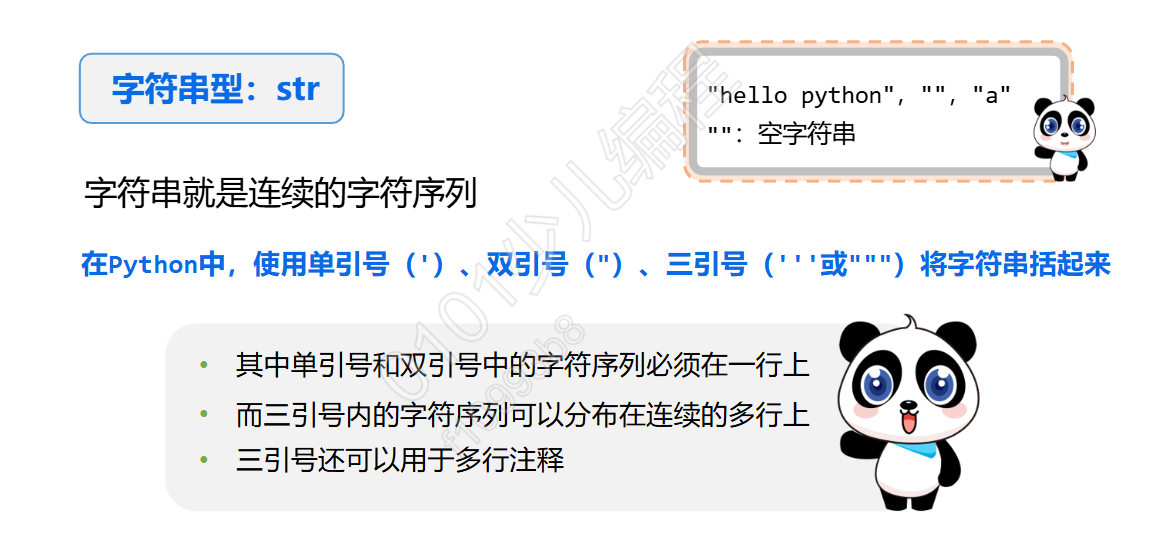 字符串型：str
"hello python"，""，"a"
""：空字符串
字符串就是连续的字符序列
在Python中，使用单引号（'）、双引号（"）、三引号（'''或"""）将字符串括起来
• 其中单引号和双引号中的字符序列必须在一行上
• 而三引号内的字符序列可以分布在连续的多行上
• 三引号还可以用于多行注释
0101少儿编程